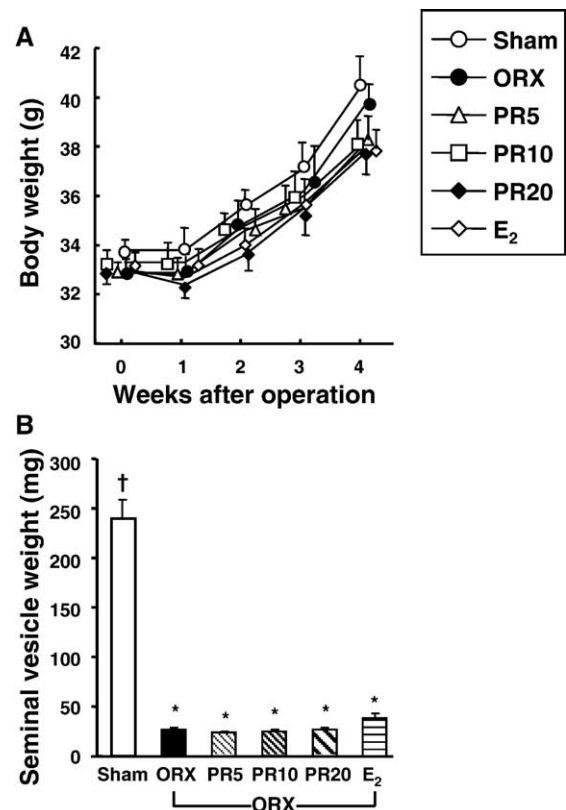 A
Body weight (g)
42
40
38
36
34
33
32
30
0 1 2 3 4
Weeks after operation
Sham
ORX
PR5
PR10
PR20
E₂
B
Seminal vesicle weight (mg)
300
250
200
150
100
50
0
†
* * * * *
Sham ORX PR5 PR10 PR20 E₂
ORX